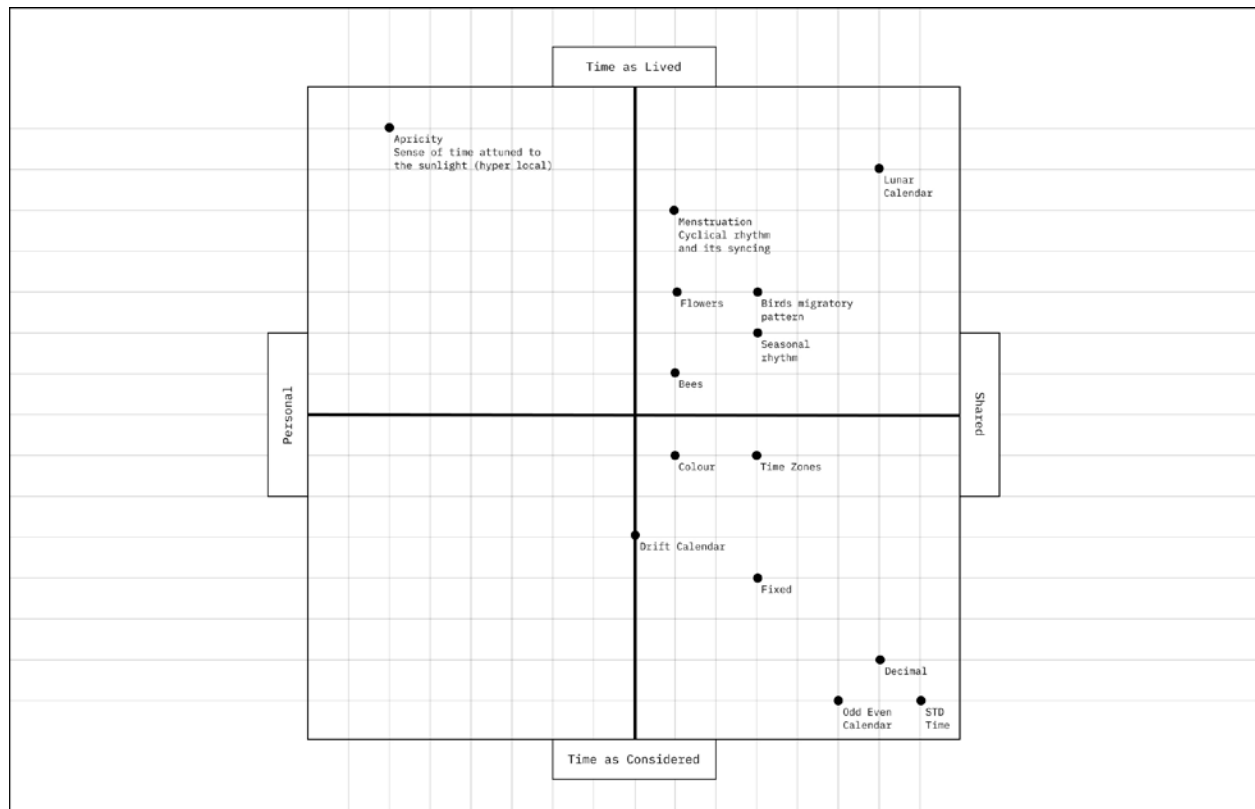 Time as Lived
Apricity
Sense of time attuned to
the sunlight (hyper local)
Lunar
Calendar
Menstruation
Cyclical rhythm
and its syncing
Flowers
Birds migratory
pattern
Seasonal
rhythm
Bees
Personal
Shared
Colour
Time Zones
Drift Calendar
Fixed
Decimal
Odd Even
Calendar
STD
Time
Time as Considered